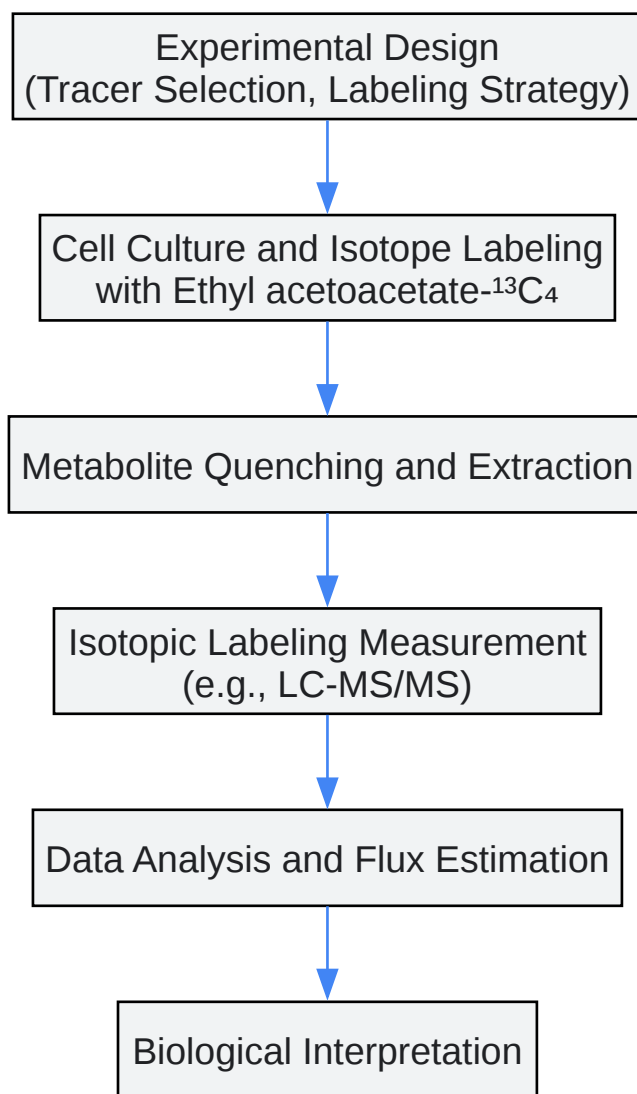 Experimental Design
(Tracer Selection, Labeling Strategy)
Cell Culture and Isotope Labeling
with Ethyl acetoacetate-¹³C₄
Metabolite Quenching and Extraction
Isotopic Labeling Measurement
(e.g., LC-MS/MS)
Data Analysis and Flux Estimation
Biological Interpretation